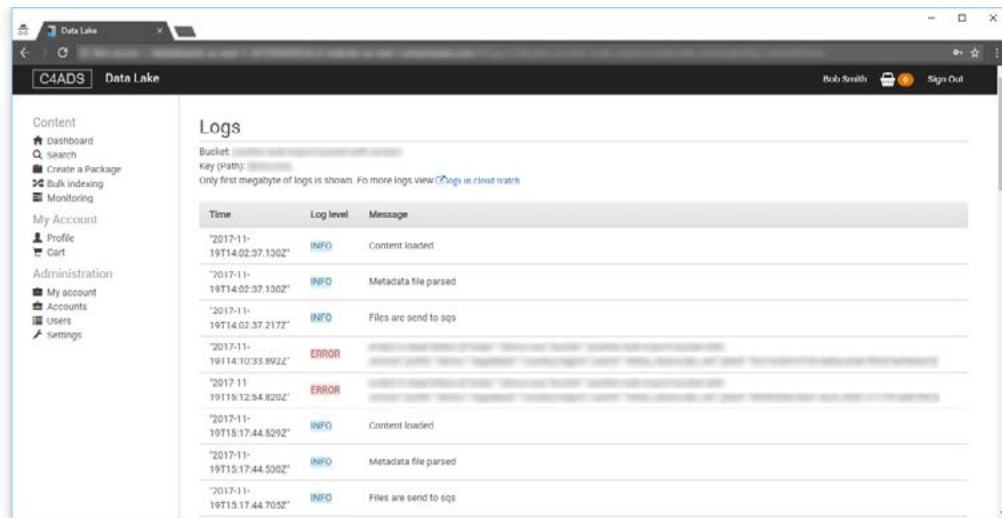 Data Lake
C4ADS Data Lake Bob Smith 0 Sign Out
Content
Dashboard
Search
Create a Package
Bulk indexing
Monitoring
My Account
Profile
Cart
Administration
My account
Accounts
Users
Settings
Logs
Bucket:
Key (Path):
Only first megabyte of logs is shown. Fo more logs view logs in cloud watch
Time Log level Message
"2017-11-
19T14:02:37.130Z" INFO Content loaded
"2017-11-
19T14:02:37.130Z" INFO Metadata file parsed
"2017-11-
19T14:02:37.217Z" INFO Files are send to sqs
"2017-11-
19T14:10:33.892Z" ERROR
"2017-11-
19T15:12:54.820Z" ERROR
"2017-11-
19T15:17:44.529Z" INFO Content loaded
"2017-11-
19T15:17:44.530Z" INFO Metadata file parsed
"2017-11-
19T15:17:44.705Z" INFO Files are send to sqs